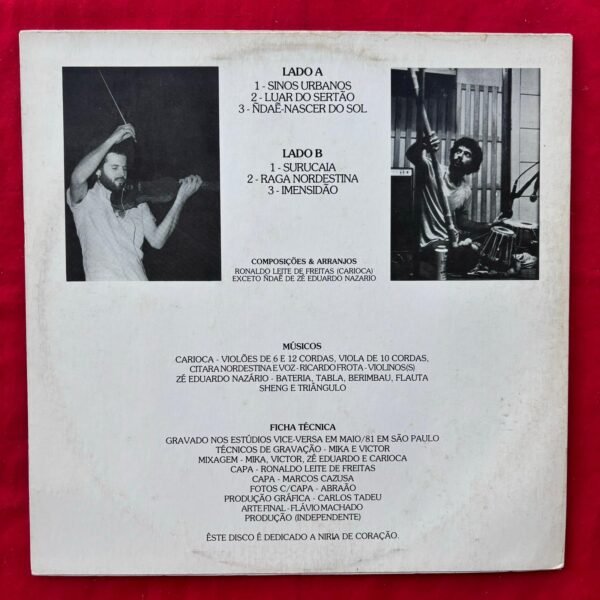 LADO A
1 - SINOS URBANOS
2 - LUAR DO SERTÃO
3 - ÑDAÊ-NASCER DO SOL
LADO B
1 - SURUCAIA
2 - RAGA NORDESTINA
3 - IMENSIDÃO
COMPOSIÇÕES & ARRANJOS
RONALDO LEITE DE FREITAS (CARIOCA)
EXCETO ÑDAÊ DE ZÉ EDUARDO NAZARIO
MÚSICOS
CARIOCA - VIOLÕES DE 6 E 12 CORDAS, VIOLA DE 10 CORDAS,
CITARA NORDESTINA E VOZ - RICARDO FROTA - VIOLINOS(S)
ZÉ EDUARDO NAZÁRIO - BATERIA, TABLA, BERIMBAU, FLAUTA
SHENG E TRIÂNGULO
FICHA TÉCNICA
GRAVADO NOS ESTÚDIOS VICE-VERSA EM MAIO/81 EM SÃO PAULO
TÉCNICOS DE GRAVAÇÃO - MIKA E VICTOR
MIXAGEM - MIKA, VICTOR, ZÉ EDUARDO E CARIOCA
CAPA - RONALDO LEITE DE FREITAS
CAPA - MARCOS CAZUSA
FOTOS C/CAPA - ABRAÃO
PRODUÇÃO GRÁFICA - CARLOS TADEU
ARTE FINAL - FLÁVIO MACHADO
PRODUÇÃO (INDEPENDENTE)
ÊSTE DISCO É DEDICADO A NIRIA DE CORAÇÃO.